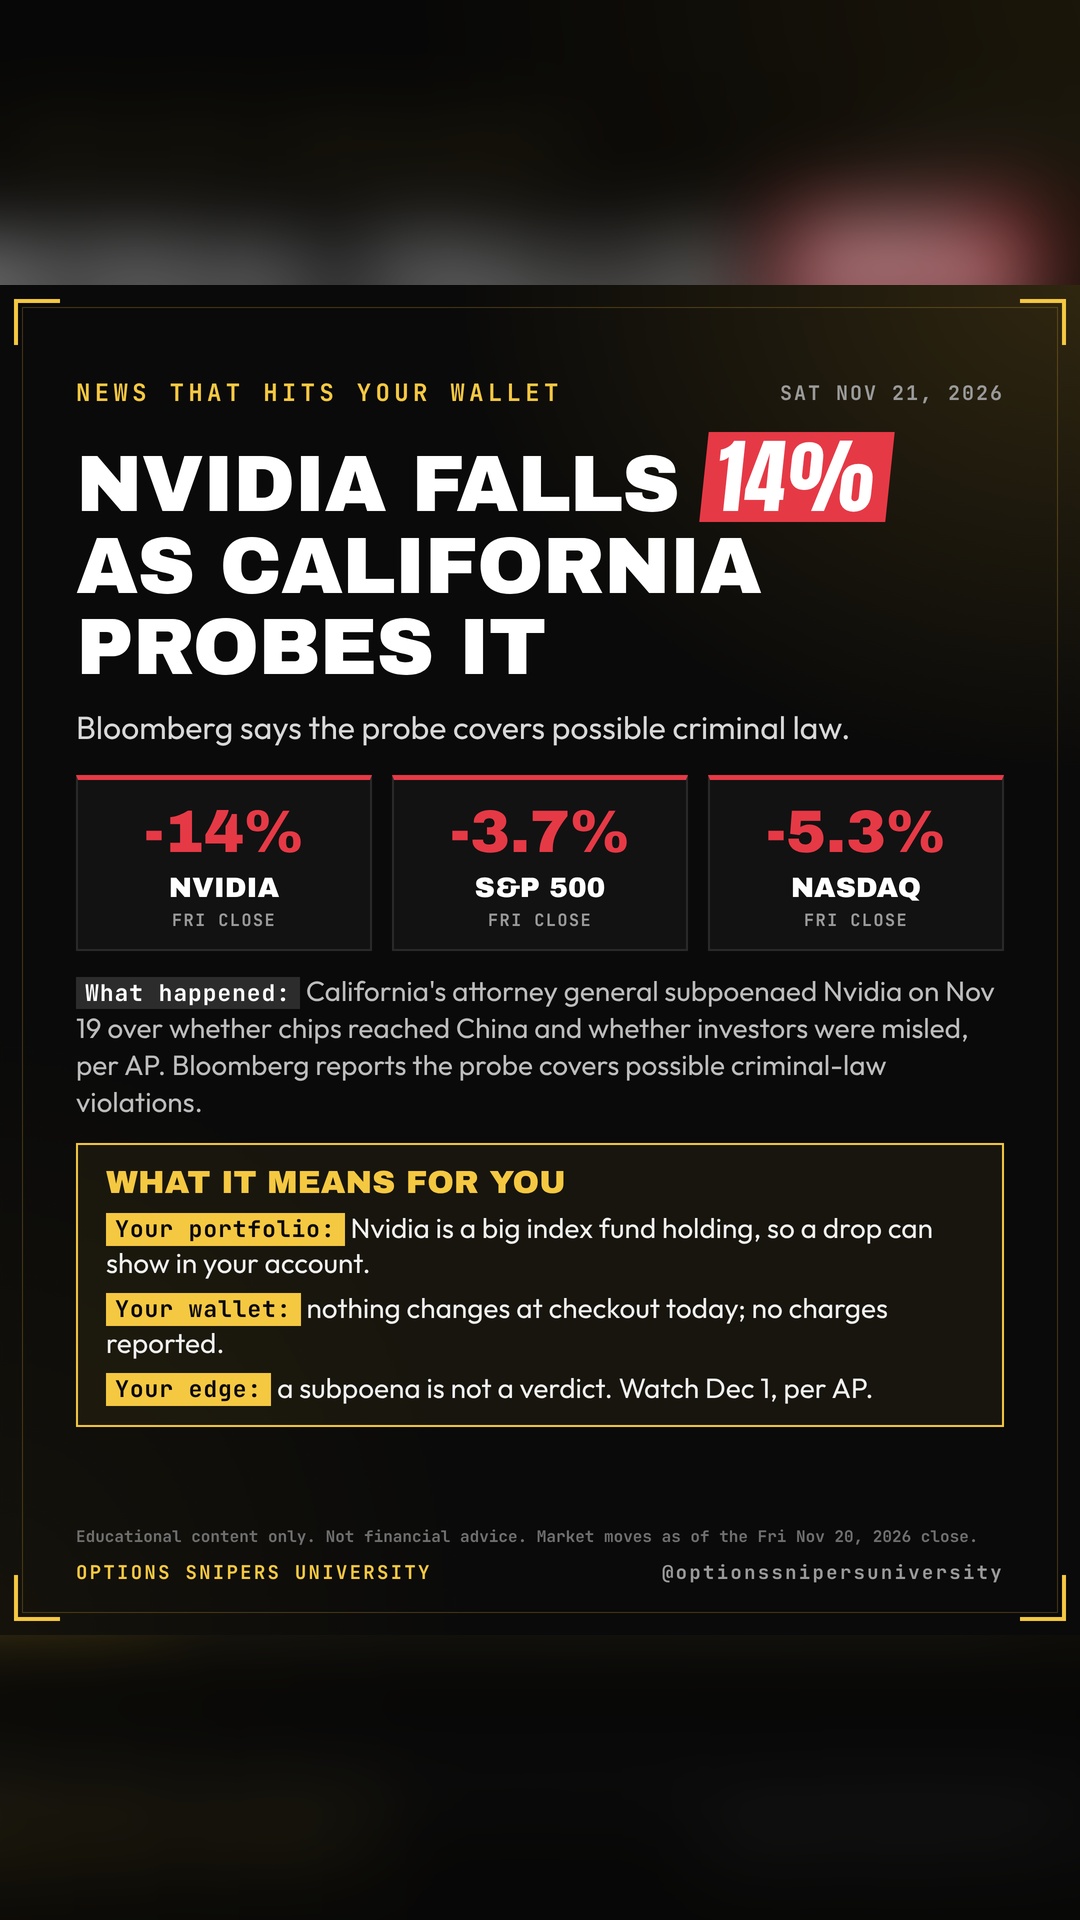 NEWS THAT HITS YOUR WALLET
SAT NOV 21, 2026
NVIDIA FALLS 14%
AS CALIFORNIA
PROBES IT
Bloomberg says the probe covers possible criminal law.
-14%
NVIDIA
FRI CLOSE
-3.7%
S&P 500
FRI CLOSE
-5.3%
NASDAQ
FRI CLOSE
What happened: California's attorney general subpoenaed Nvidia on Nov
19 over whether chips reached China and whether investors were misled,
per AP. Bloomberg reports the probe covers possible criminal-law
violations.
WHAT IT MEANS FOR YOU
Your portfolio: Nvidia is a big index fund holding, so a drop can
show in your account.
Your wallet: nothing changes at checkout today; no charges
reported.
Your edge: a subpoena is not a verdict. Watch Dec 1, per AP.
Educational content only. Not financial advice. Market moves as of the Fri Nov 20, 2026 close.
OPTIONS SNIPERS UNIVERSITY
@optionssnipersuniversity